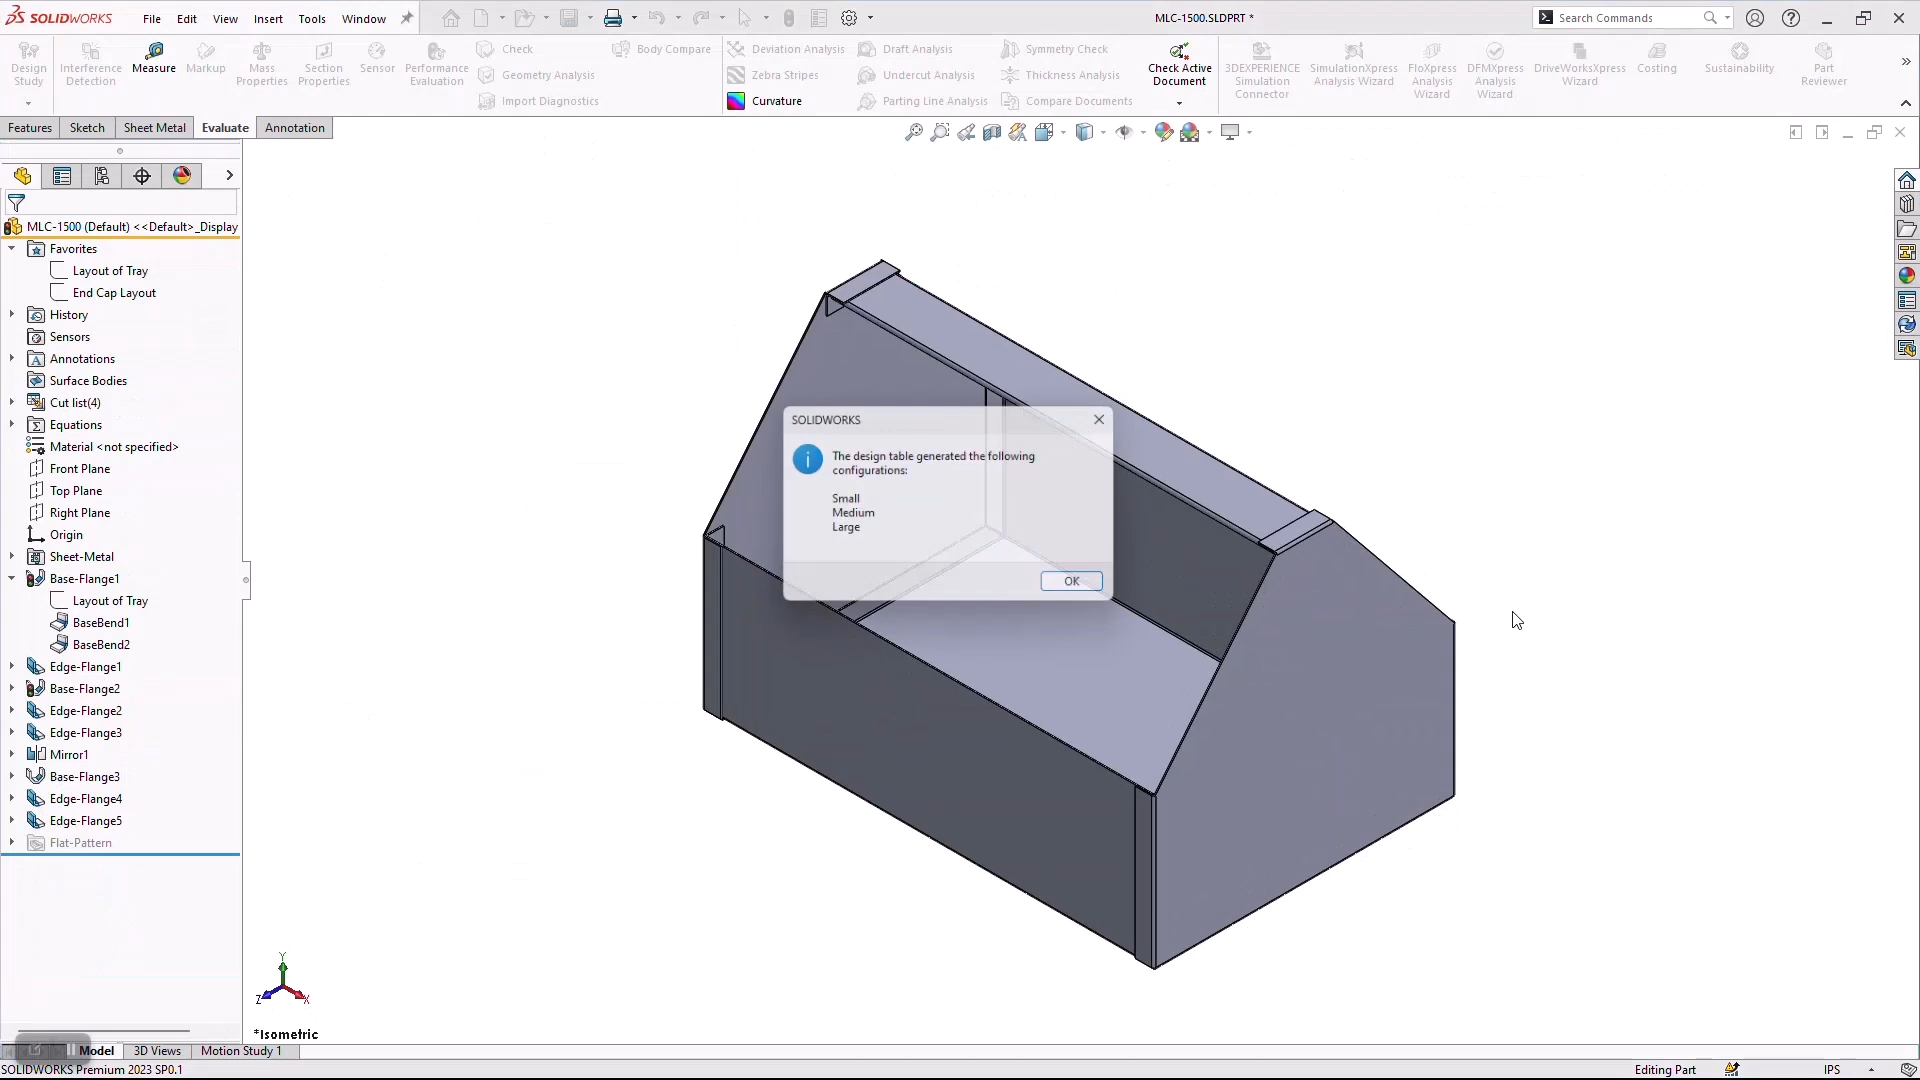 SOLIDWORKS
File
Edit
View
Insert
Tools
Window
MLC-1500.SLDPRT *
Search Commands
Design Study
Interference Detection
Measure
Markup
Mass Properties
Section Properties
Sensor
Performance Evaluation
Check
Geometry Analysis
Import Diagnostics
Body Compare
Deviation Analysis
Zebra Stripes
Curvature
Draft Analysis
Undercut Analysis
Parting Line Analysis
Symmetry Check
Thickness Analysis
Compare Documents
Check Active Document
3DEXPERIENCE Simulation Connector
SimulationXpress Analysis Wizard
FloXpress Analysis Wizard
DFMXpress Analysis Wizard
DriveWorksXpress Wizard
Costing
Sustainability
Part Reviewer
Features
Sketch
Sheet Metal
Evaluate
Annotation
MLC-1500 (Default) <<Default>_Display
Favorites
Layout of Tray
End Cap Layout
History
Sensors
Annotations
Surface Bodies
Cut list(4)
Equations
Material <not specified>
Front Plane
Top Plane
Right Plane
Origin
Sheet-Metal
Base-Flange1
Layout of Tray
BaseBend1
BaseBend2
Edge-Flange1
Base-Flange2
Edge-Flange2
Edge-Flange3
Mirror1
Base-Flange3
Edge-Flange4
Edge-Flange5
Flat-Pattern
SOLIDWORKS
The design table generated the following
configurations:
Small
Medium
Large
OK
Y
Z
X
*Isometric
Model
3D Views
Motion Study 1
SOLIDWORKS Premium 2023 SP0.1
Editing Part
IPS